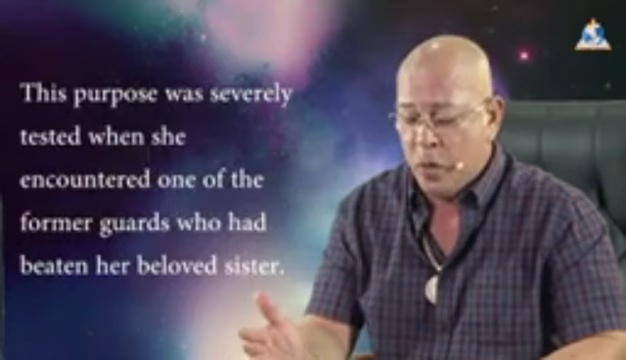 This purpose was severely
tested when she
encountered one of the
former guards who had
beaten her beloved sister.